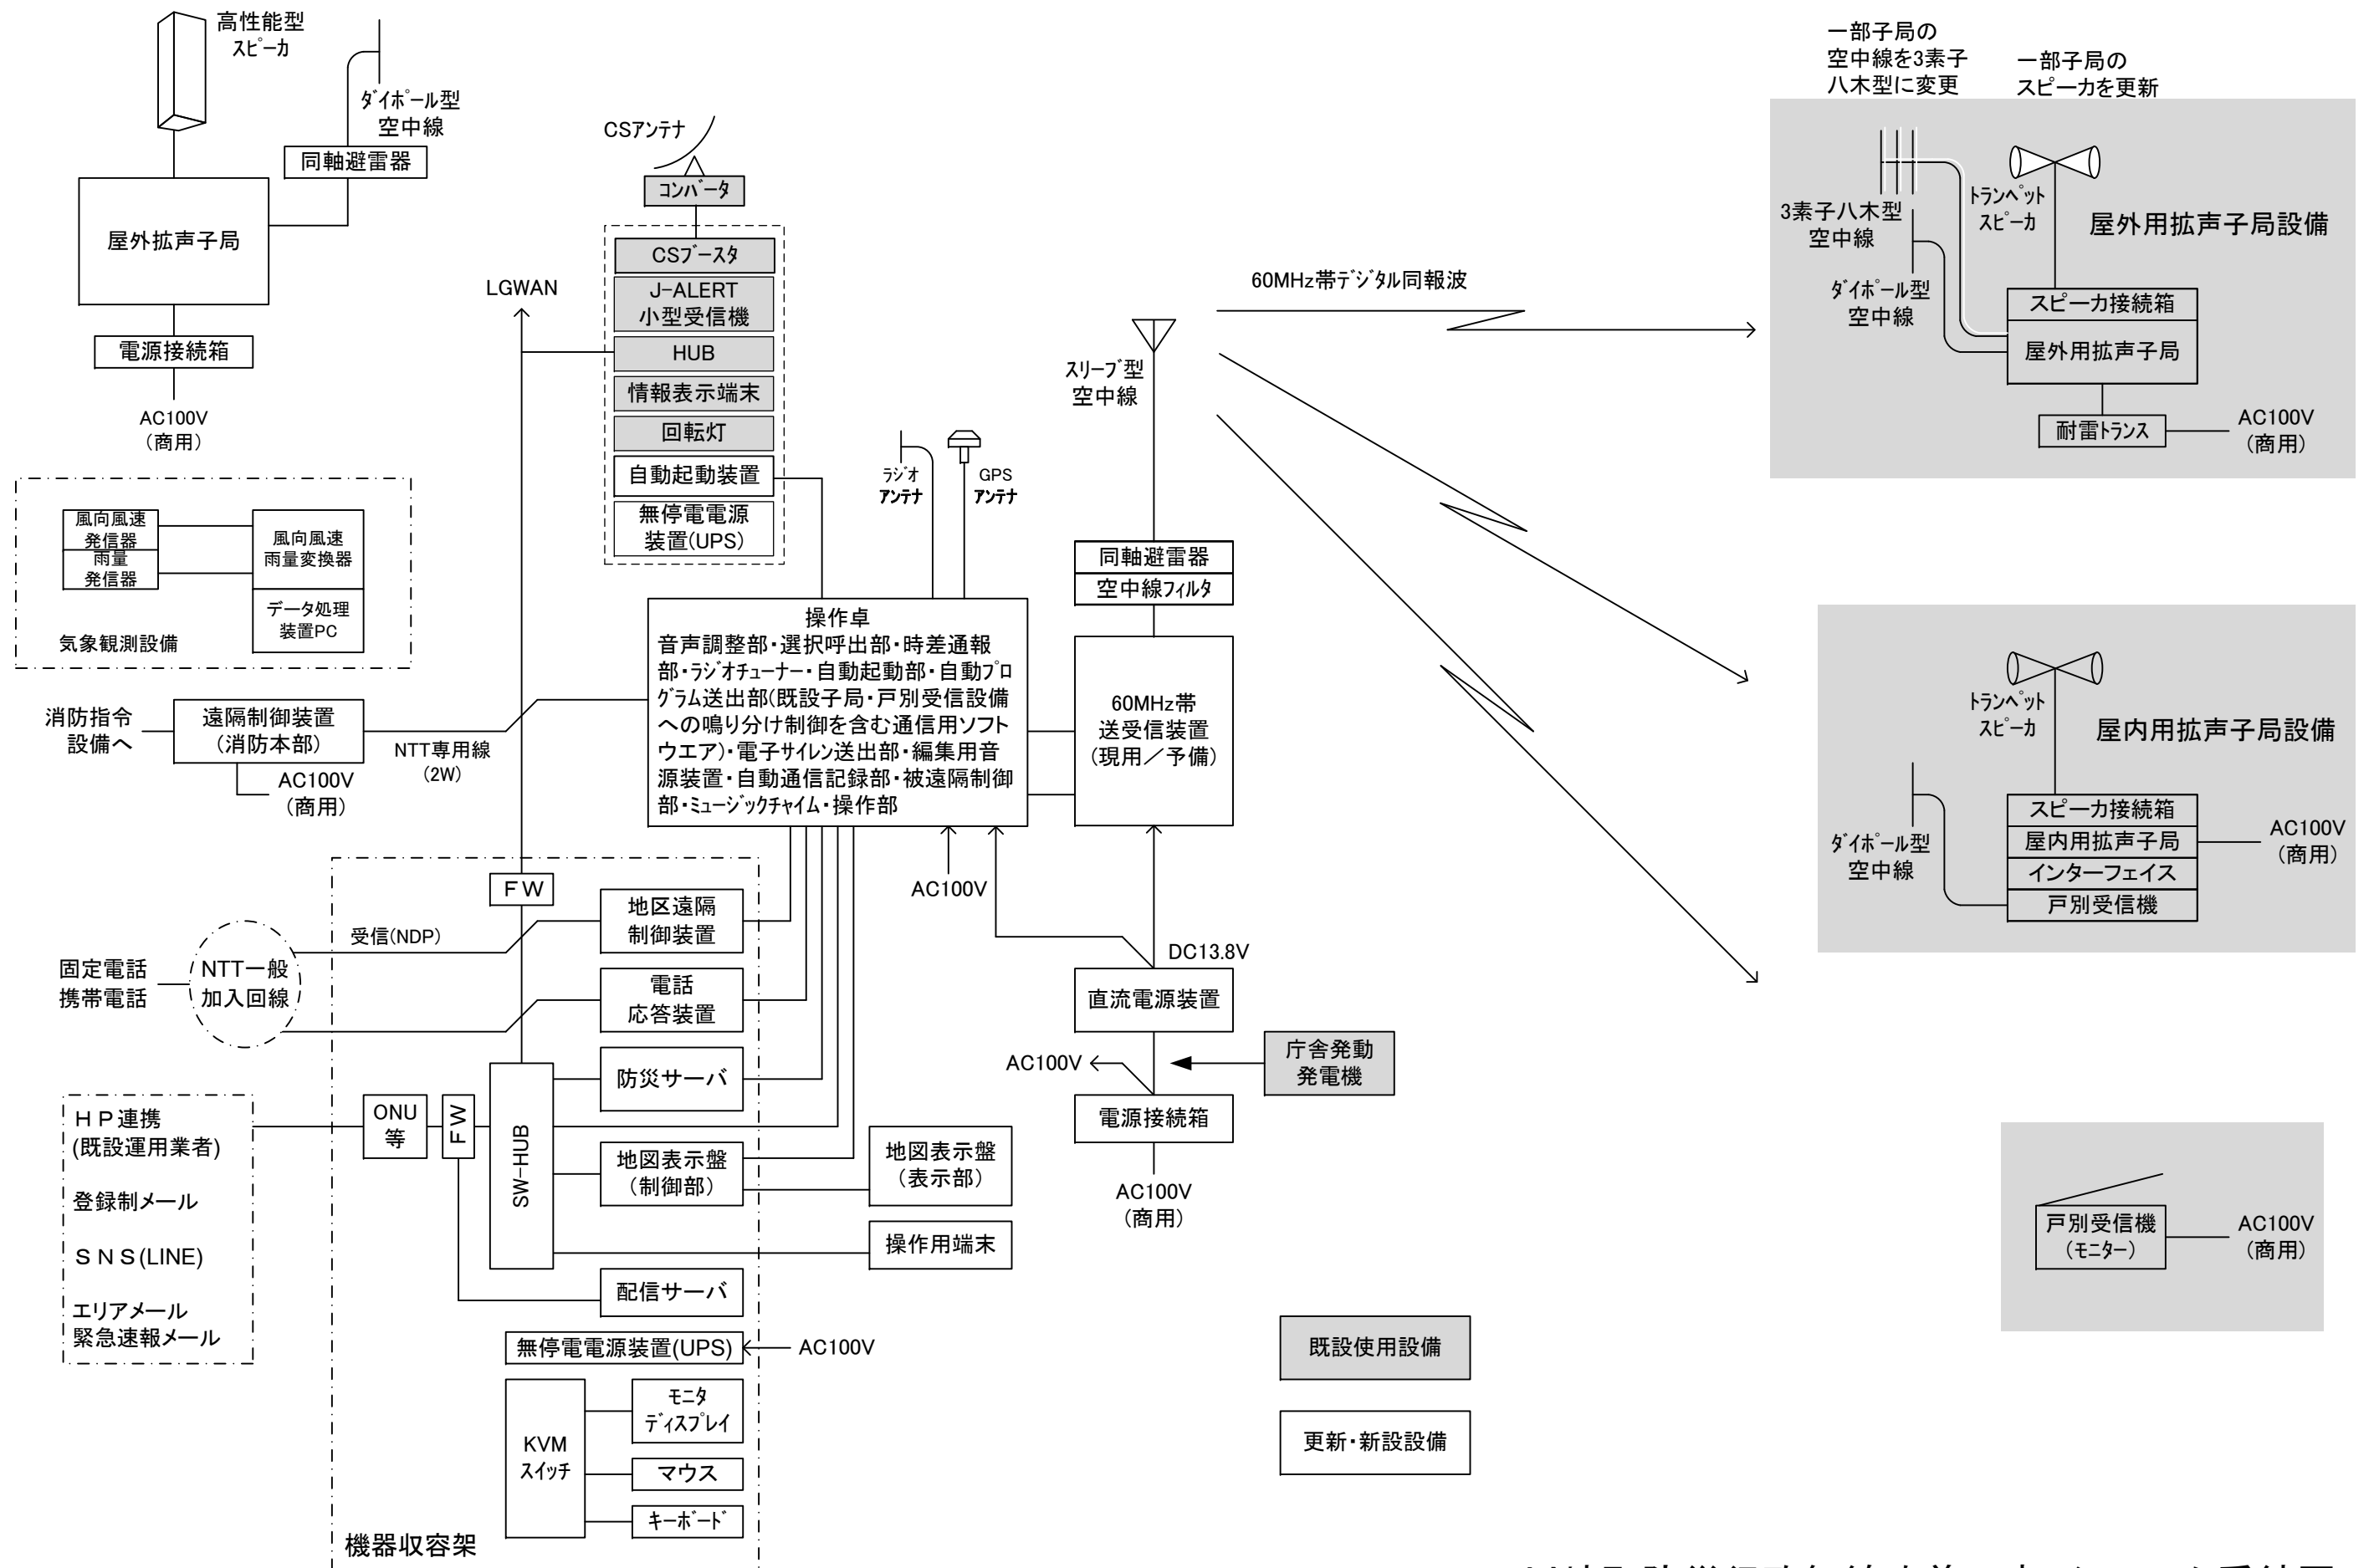 高性能型
スピーカ
ダイポール型
空中線
同軸避雷器
屋外拡声子局
電源接続箱
AC100V
(商用)
風向風速
発信器
雨量
発信器
風向風速
雨量変換器
データ処理
装置PC
気象観測設備
消防指令
設備へ
遠隔制御装置
(消防本部)
AC100V
(商用)
NTT専用線
(2W)
LGWAN
CSアンテナ
コンバータ
CSブースタ
J-ALERT
小型受信機
HUB
情報表示端末
回転灯
自動起動装置
無停電電源
装置(UPS)
ラジオ
アンテナ
GPS
アンテナ
操作卓
音声調整部・選択呼出部・時差通報
部・ラジオチューナー・自動起動部・自動プロ
グラム送出部(既設子局・戸別受信設備
への鳴り分け制御を含む通信用ソフト
ウエア)・電子サイレン送出部・編集用音
源装置・自動通信記録部・被遠隔制御
部・ミュージックチャイム・操作部
スリーブ型
空中線
同軸避雷器
空中線フィルタ
60MHz帯
送受信装置
(現用／予備)
AC100V
DC13.8V
直流電源装置
AC100V
庁舎発動
発電機
電源接続箱
AC100V
(商用)
60MHz帯デジタル同報波
一部子局の
空中線を3素子
八木型に変更
一部子局の
スピーカを更新
3素子八木型
空中線
トランペット
スピーカ
屋外用拡声子局設備
ダイポール型
空中線
スピーカ接続箱
屋外用拡声子局
耐雷トランス
AC100V
(商用)
トランペット
スピーカ
屋内用拡声子局設備
ダイポール型
空中線
スピーカ接続箱
屋内用拡声子局
インターフェイス
戸別受信機
AC100V
(商用)
戸別受信機
(モニター)
AC100V
(商用)
固定電話
携帯電話
NTT一般
加入回線
受信(NDP)
ＦＷ
地区遠隔
制御装置
電話
応答装置
防災サーバ
地図表示盤
(制御部)
地図表示盤
(表示部)
操作用端末
配信サーバ
SW-HUB
ONU
等
ＦＷ
ＨＰ連携
(既設運用業者)
登録制メール
ＳＮＳ(LINE)
エリアメール
緊急速報メール
無停電電源装置(UPS)
AC100V
KVM
スイッチ
モニタ
ディスプレイ
マウス
キーボード
機器収容架
既設使用設備
更新・新設設備